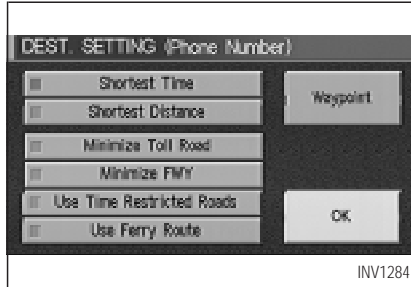 DEST. SETTING (Phone Number)
Shortest Time
Shortest Distance
Waypoint
Minimize Toll Road
Minimize FWY
Use Time Restricted Roads
Use Ferry Route
OK
INV1284